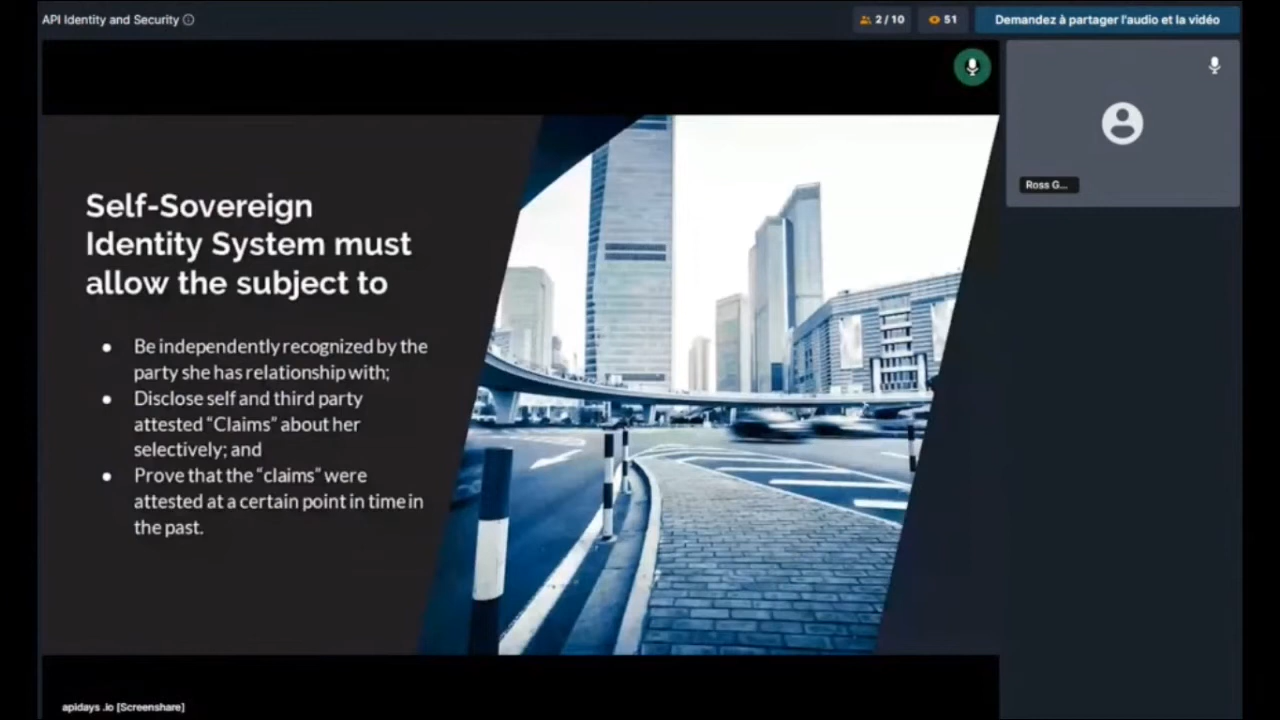 API Identity and Security
2 / 10
51
Demandez à partager l'audio et la vidéo
Self-Sovereign
Identity System must
allow the subject to
● Be independently recognized by the
party she has relationship with;
● Disclose self and third party
attested “Claims” about her
selectively; and
● Prove that the “claims” were
attested at a certain point in time in
the past.
Ross G...
apidays .io [Screenshare]